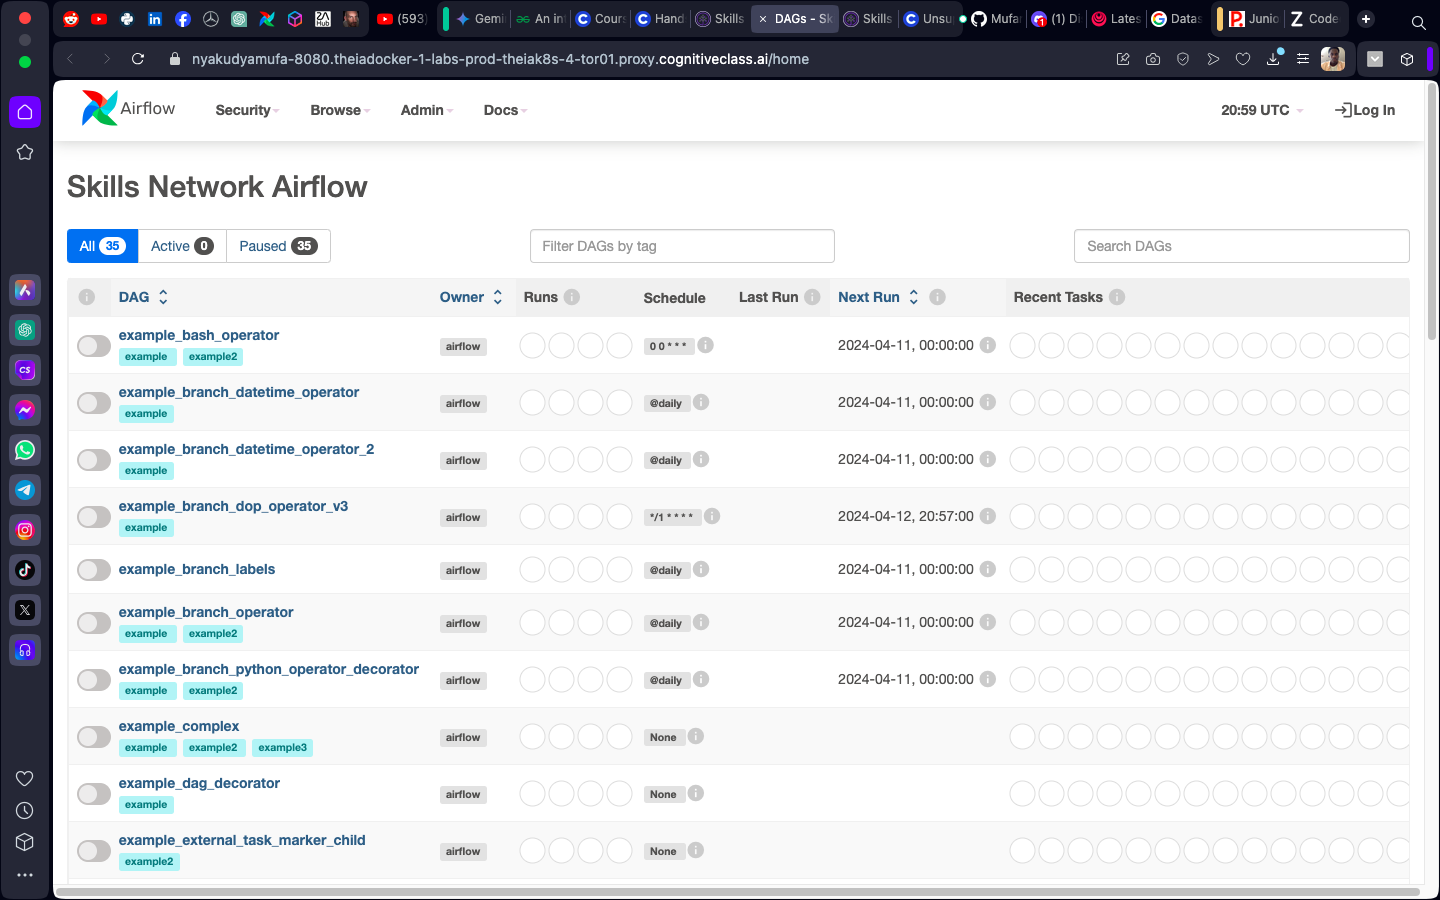 (593)
Gemi
An in
Cours
Hand
Skills
DAGs - Sk
Skills
Unsu
Mufar
(1) Di
Lates
Datas
Junio
Code
nyakudyamufa-8080.theiadocker-1-labs-prod-theiak8s-4-tor01.proxy.cognitiveclass.ai/home
Airflow
Security
Browse
Admin
Docs
20:59 UTC
Log In
Skills Network Airflow
All 35
Active 0
Paused 35
Filter DAGs by tag
Search DAGs
DAG Owner Runs Schedule Last Run Next Run Recent Tasks
example_bash_operator
example example2
airflow
0 0 * * *
2024-04-11, 00:00:00
example_branch_datetime_operator
example
airflow
@daily
2024-04-11, 00:00:00
example_branch_datetime_operator_2
example
airflow
@daily
2024-04-11, 00:00:00
example_branch_dop_operator_v3
example
airflow
*/1 * * * *
2024-04-12, 20:57:00
example_branch_labels
airflow
@daily
2024-04-11, 00:00:00
example_branch_operator
example example2
airflow
@daily
2024-04-11, 00:00:00
example_branch_python_operator_decorator
example example2
airflow
@daily
2024-04-11, 00:00:00
example_complex
example example2 example3
airflow
None
example_dag_decorator
example
airflow
None
example_external_task_marker_child
example2
airflow
None